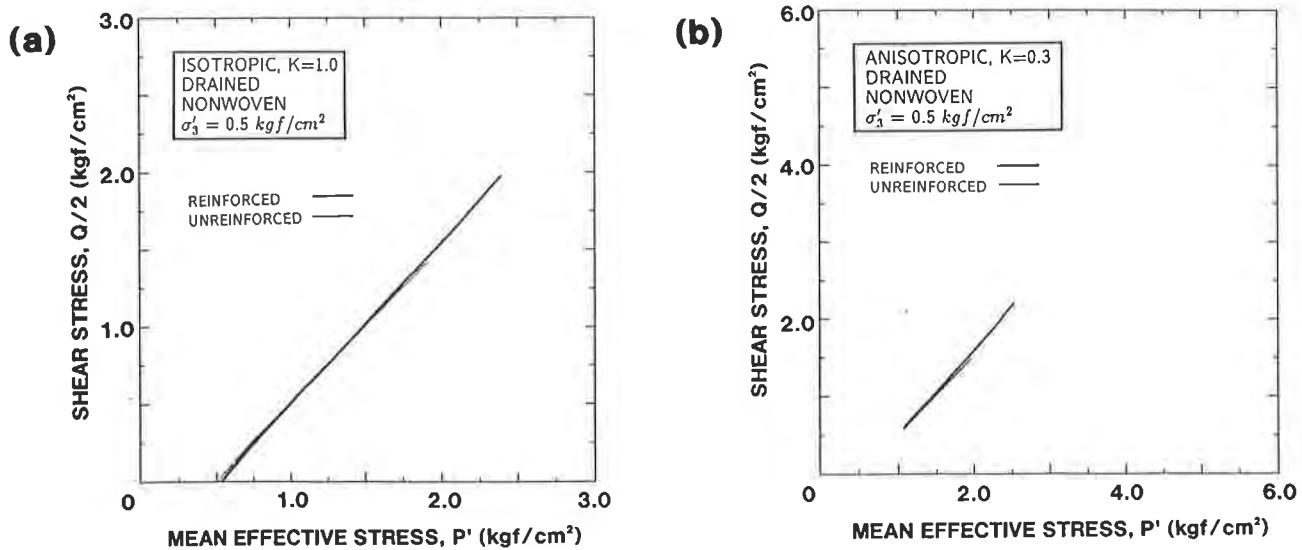 (a)
3.0
ISOTROPIC, K=1.0
DRAINED
NONWOVEN
σ′₃ = 0.5 kgf/cm²
REINFORCED
UNREINFORCED
2.0
1.0
0
1.0
2.0
3.0
SHEAR STRESS, Q/2 (kgf/cm²)
MEAN EFFECTIVE STRESS, P' (kgf/cm²)
(b)
6.0
ANISOTROPIC, K=0.3
DRAINED
NONWOVEN
σ′₃ = 0.5 kgf/cm²
REINFORCED
UNREINFORCED
4.0
2.0
0
2.0
4.0
6.0
SHEAR STRESS, Q/2 (kgf/cm²)
MEAN EFFECTIVE STRESS, P' (kgf/cm²)